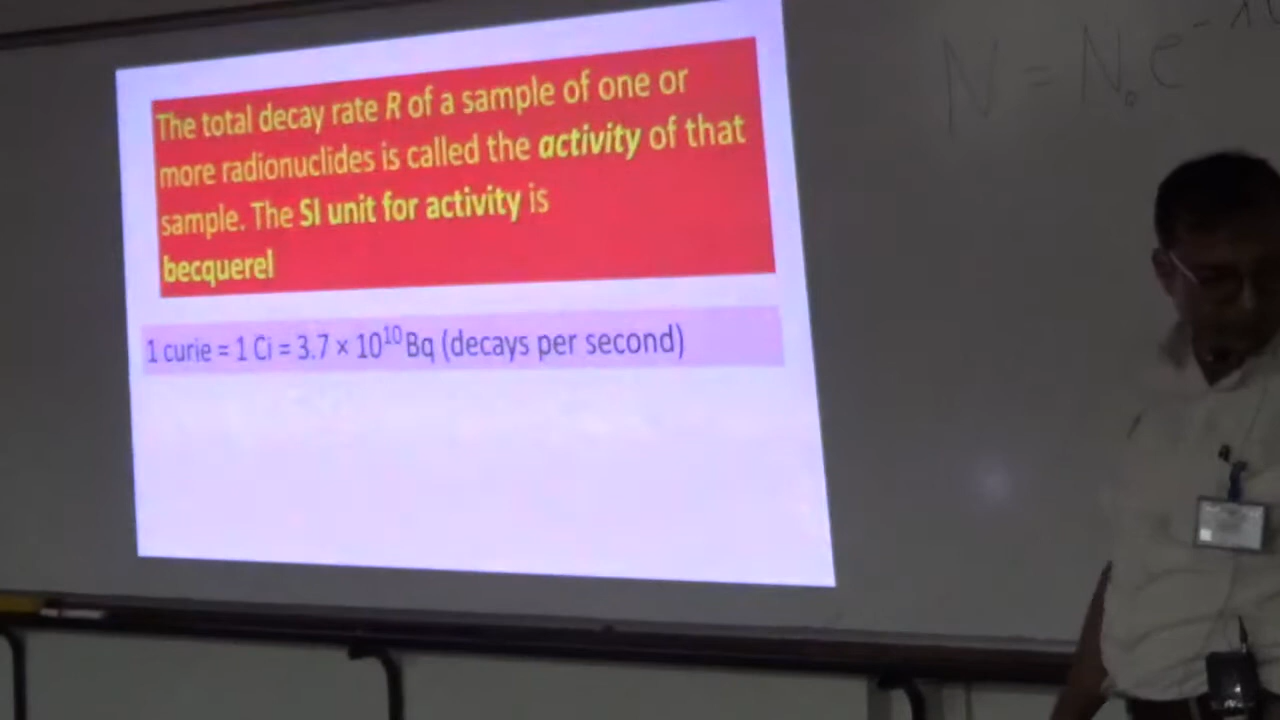 The total decay rate R of a sample of one or
more radionuclides is called the activity of that
sample. The SI unit for activity is
becquerel
1 curie = 1 Ci = 3.7 × 10¹⁰ Bq (decays per second)
N = N₀ e⁻λ